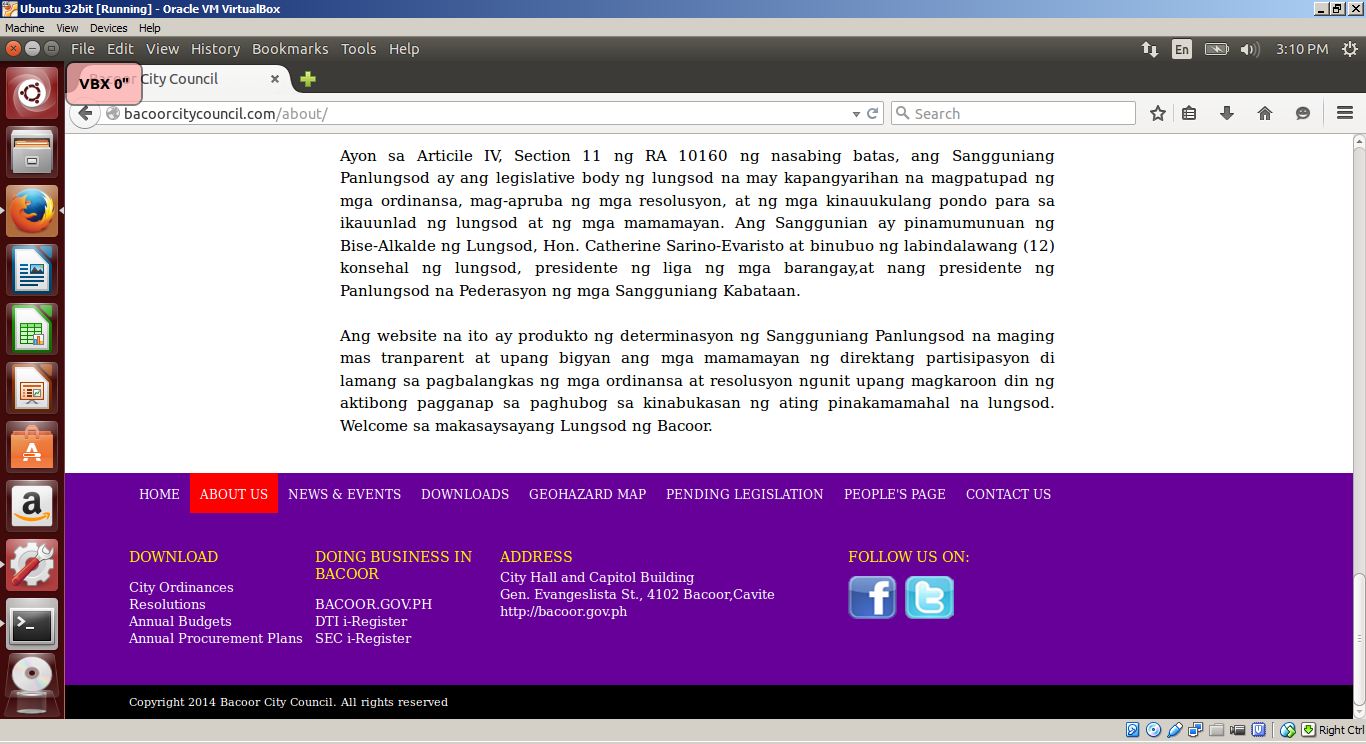 Ubuntu 32bit [Running] - Oracle VM VirtualBox
Machine View Devices Help
File Edit View History Bookmarks Tools Help
En
3:10 PM
VBX 0"
City Council
bacoorcitycouncil.com/about/
Search
Ayon sa Articile IV, Section 11 ng RA 10160 ng nasabing batas, ang Sangguniang
Panlungsod ay ang legislative body ng lungsod na may kapangyarihan na magpatupad ng
mga ordinansa, mag-apruba ng mga resolusyon, at ng mga kinauukulang pondo para sa
ikauunlad ng lungsod at ng mga mamamayan. Ang Sanggunian ay pinamumunuan ng
Bise-Alkalde ng Lungsod, Hon. Catherine Sarino-Evaristo at binubuo ng labindalawang (12)
konsehal ng lungsod, presidente ng liga ng mga barangay,at nang presidente ng
Panlungsod na Pederasyon ng mga Sangguniang Kabataan.
Ang website na ito ay produkto ng determinasyon ng Sangguniang Panlungsod na maging
mas tranparent at upang bigyan ang mga mamamayan ng direktang partisipasyon di
lamang sa pagbalangkas ng mga ordinansa at resolusyon ngunit upang magkaroon din ng
aktibong pagganap sa paghubog sa kinabukasan ng ating pinakamamahal na lungsod.
Welcome sa makasaysayang Lungsod ng Bacoor.
HOME ABOUT US NEWS & EVENTS DOWNLOADS GEOHAZARD MAP PENDING LEGISLATION PEOPLE'S PAGE CONTACT US
DOWNLOAD
City Ordinances
Resolutions
Annual Budgets
Annual Procurement Plans
DOING BUSINESS IN
BACOOR
BACOOR.GOV.PH
DTI i-Register
SEC i-Register
ADDRESS
City Hall and Capitol Building
Gen. Evangeslista St., 4102 Bacoor,Cavite
http://bacoor.gov.ph
FOLLOW US ON:
Copyright 2014 Bacoor City Council. All rights reserved
Right Ctrl